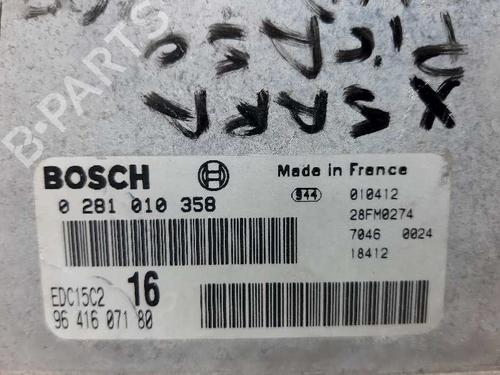 XSARA
PICASSO
B-PARTS
BOSCH
Made in France
0 281 010 358
S44
010412
28FM0274
7046 0024
18412
EDC15C2
16
96 416 071 80